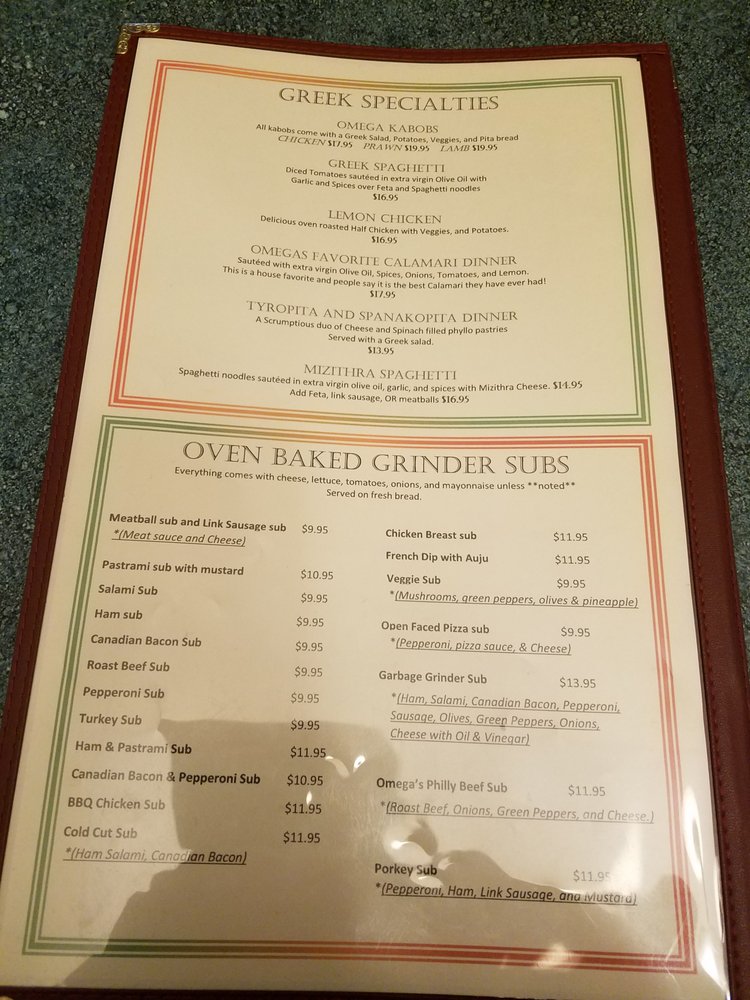 GREEK SPECIALTIES
OMEGA KABOBS
All kabobs come with a Greek Salad, Potatoes, Veggies, and Pita bread
CHICKEN $17.95 PRAWN $19.95 LAMB $19.95
GREEK SPAGHETTI
Diced Tomatoes sautéed in extra virgin Olive Oil with
Garlic and Spices over Feta and Spaghetti noodles
$16.95
LEMON CHICKEN
Delicious oven roasted Half Chicken with Veggies, and Potatoes.
$16.95
OMEGAS FAVORITE CALAMARI DINNER
Sautéed with extra virgin Olive Oil, Spices, Onions, Tomatoes, and Lemon.
This is a house favorite and people say it is the best Calamari they have ever had!
$17.95
TYROPITA AND SPANAKOPITA DINNER
A Scrumptious duo of Cheese and Spinach filled phyllo pastries
Served with a Greek salad.
$13.95
MIZITHRA SPAGHETTI
Spaghetti noodles sautéed in extra virgin olive oil, garlic, and spices with Mizithra Cheese. $14.95
Add Feta, link sausage, OR meatballs $16.95
OVEN BAKED GRINDER SUBS
Everything comes with cheese, lettuce, tomatoes, onions, and mayonnaise unless **noted**
Served on fresh bread.
Meatball sub and Link Sausage sub $9.95
*(Meat sauce and Cheese)
Pastrami sub with mustard $10.95
Salami Sub $9.95
Ham sub $9.95
Canadian Bacon Sub $9.95
Roast Beef Sub $9.95
Pepperoni Sub $9.95
Turkey Sub $9.95
Ham & Pastrami Sub $11.95
Canadian Bacon & Pepperoni Sub $10.95
BBQ Chicken Sub $11.95
Cold Cut Sub $11.95
*(Ham Salami, Canadian Bacon)
Chicken Breast sub $11.95
French Dip with Auju $11.95
Veggie Sub $9.95
*(Mushrooms, green peppers, olives & pineapple)
Open Faced Pizza sub $9.95
*(Pepperoni, pizza sauce, & Cheese)
Garbage Grinder Sub $13.95
*(Ham, Salami, Canadian Bacon, Pepperoni,
Sausage, Olives, Green Peppers, Onions,
Cheese with Oil & Vinegar)
Omega's Philly Beef Sub $11.95
*(Roast Beef, Onions, Green Peppers, and Cheese.)
Porkey Sub $11.95
*(Pepperoni, Ham, Link Sausage, and Mustard)